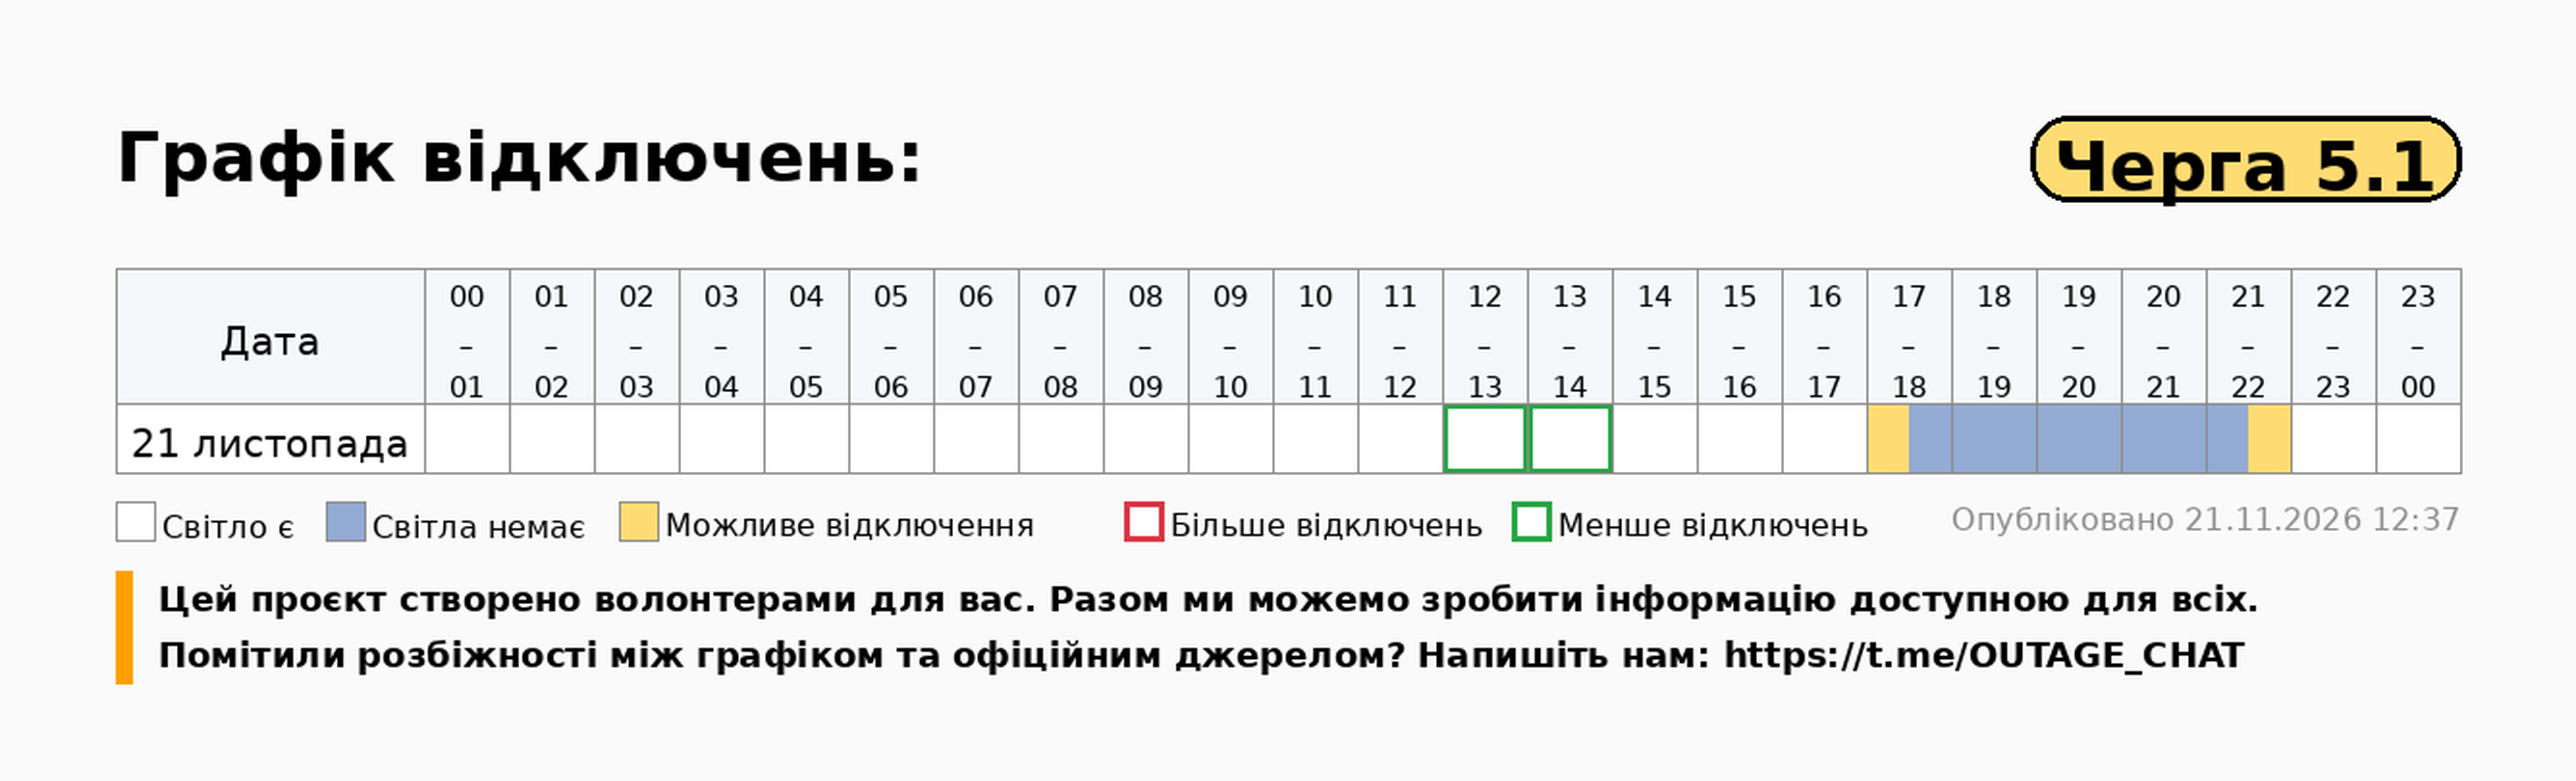 Графік відключень:
Черга 5.1
Дата
00 – 01
01 – 02
02 – 03
03 – 04
04 – 05
05 – 06
06 – 07
07 – 08
08 – 09
09 – 10
10 – 11
11 – 12
12 – 13
13 – 14
14 – 15
15 – 16
16 – 17
17 – 18
18 – 19
19 – 20
20 – 21
21 – 22
22 – 23
23 – 00
21 листопада
Світло є
Світла немає
Можливе відключення
Більше відключень
Менше відключень
Опубліковано 21.11.2026 12:37
Цей проєкт створено волонтерами для вас. Разом ми можемо зробити інформацію доступною для всіх.
Помітили розбіжності між графіком та офіційним джерелом? Напишіть нам: https://t.me/OUTAGE_CHAT